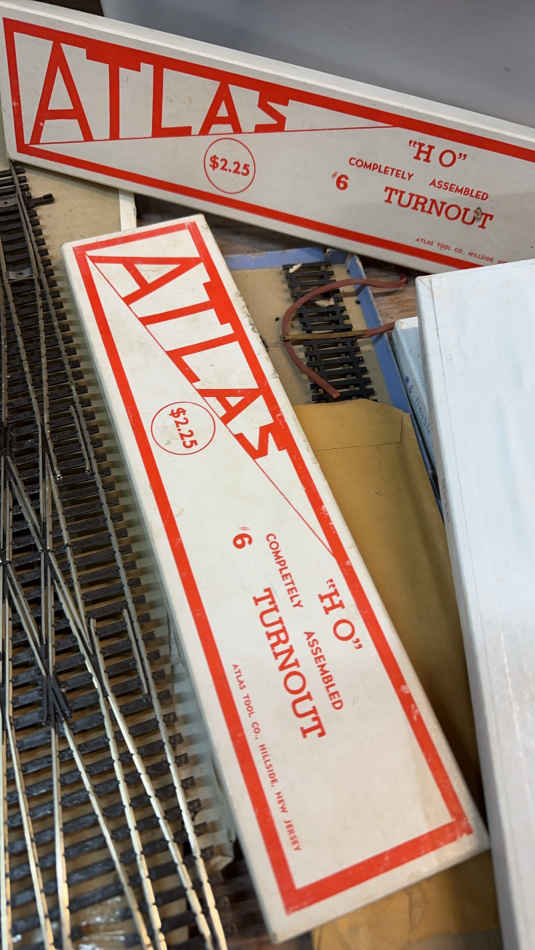 ATLAS
"HO"
$2.25
COMPLETELY ASSEMBLED
#6 TURNOUT
ATLAS TOOL CO., HILLSIDE
ATLAS
$2.25
"HO"
#6 COMPLETELY ASSEMBLED
TURNOUT
ATLAS TOOL CO., HILLSIDE, NEW JERSEY